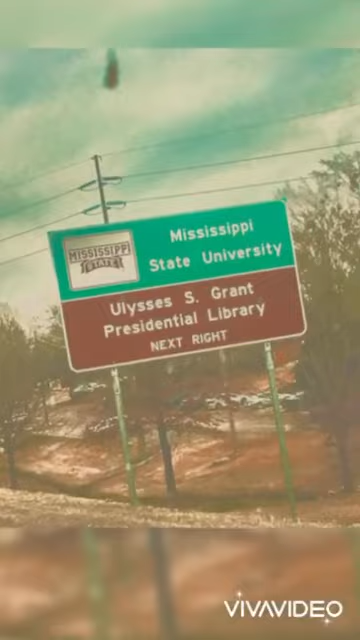 Mississippi
State University
MISSISSIPPI
STATE
Ulysses S. Grant
Presidential Library
NEXT RIGHT
VIVAVIDEO